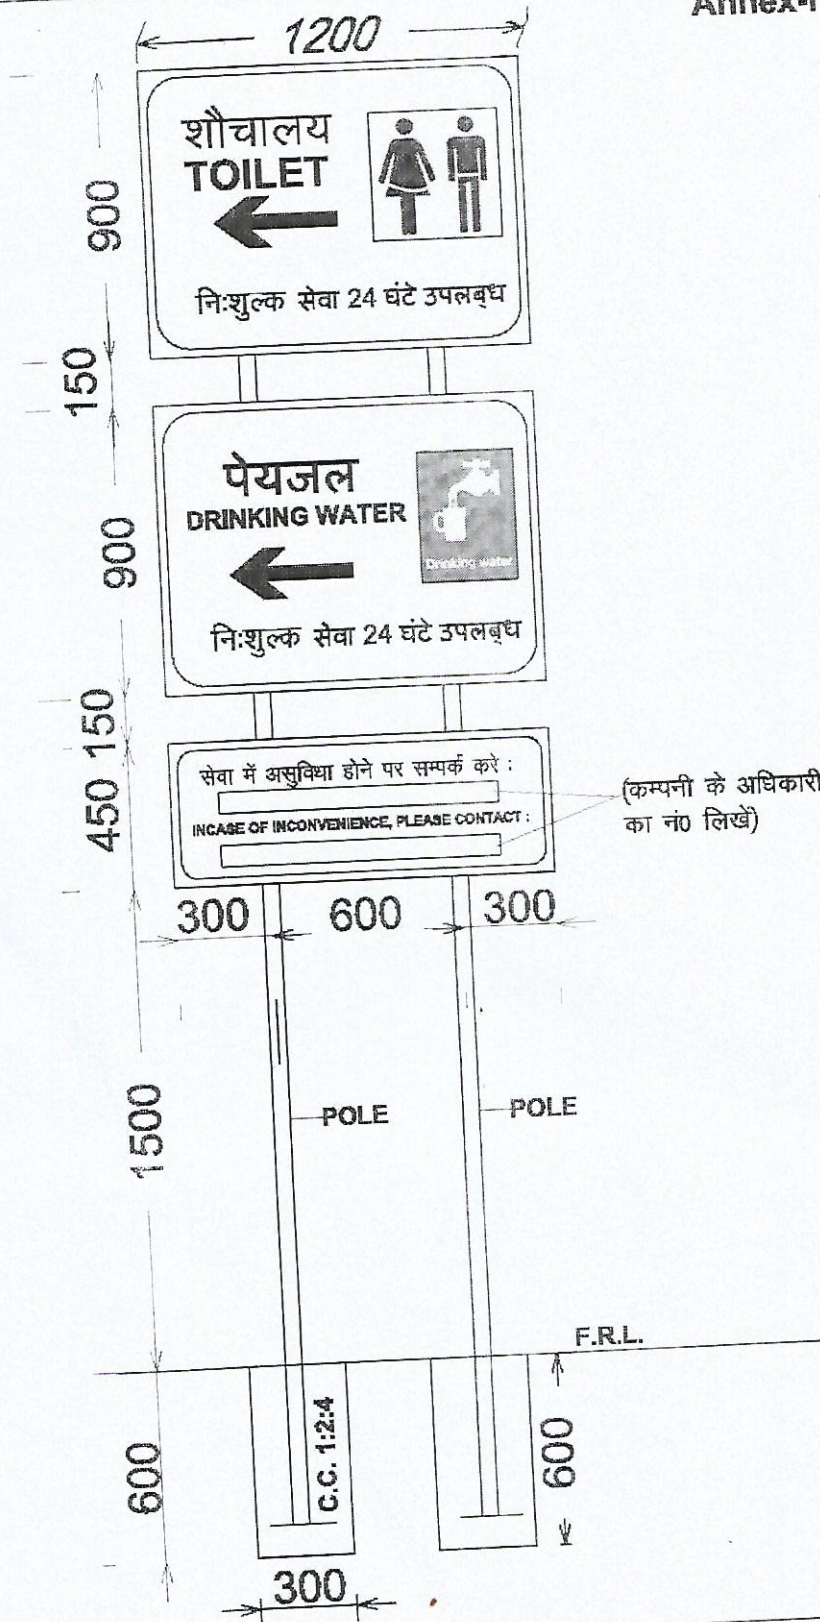 1200
शौचालय
TOILET
900
नि:शुल्क सेवा 24 घंटे उपलब्ध
150
पेयजल
DRINKING WATER
Drinking water
900
नि:शुल्क सेवा 24 घंटे उपलब्ध
150
सेवा में असुविधा होने पर सम्पर्क करे :
INCASE OF INCONVENIENCE, PLEASE CONTACT :
450
(कम्पनी के अधिकारी
का नं0 लिखें)
300 600 300
1500
POLE POLE
F.R.L.
600
C.C. 1:2:4
600
300